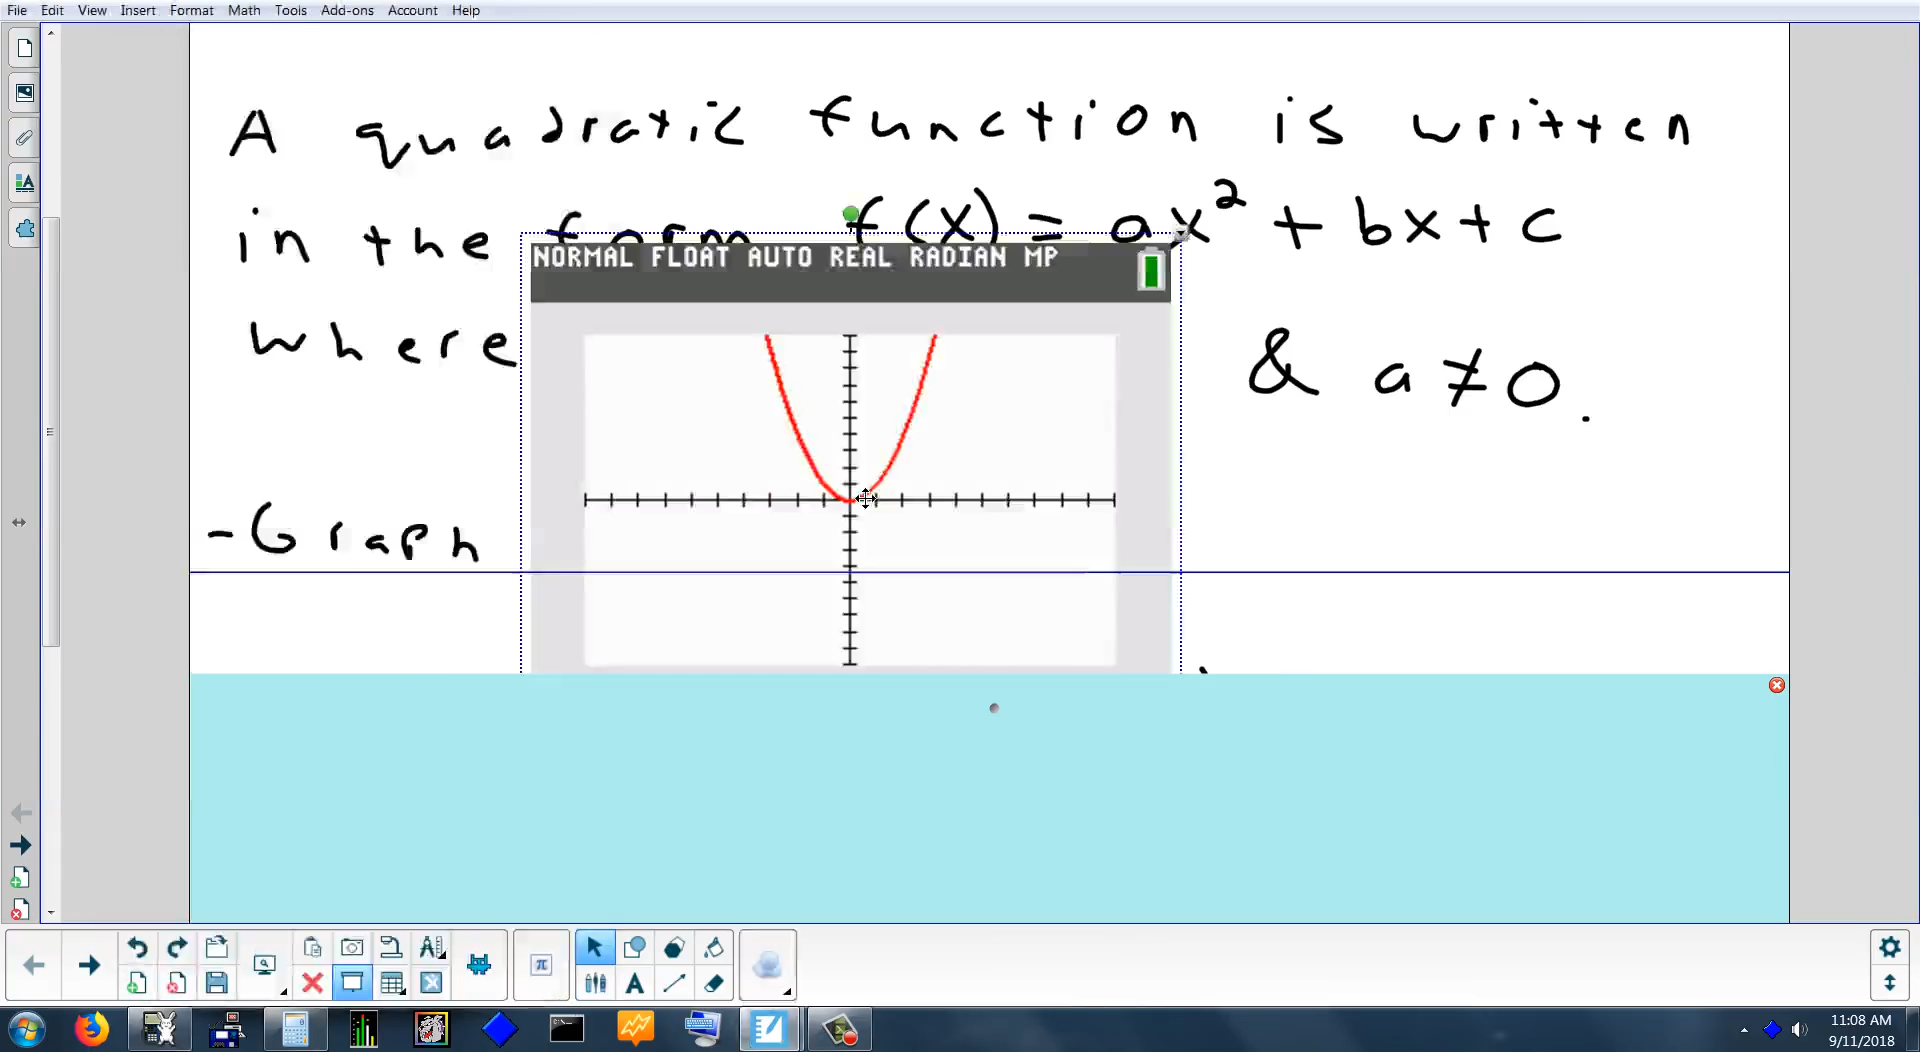 File Edit View Insert Format Math Tools Add-ons Account Help
A quadratic function is written
in the form f(x) = ax² + bx + c
NORMAL FLOAT AUTO REAL RADIAN MP
where & a ≠ 0.
- Graph
π
A
11:08 AM
9/11/2018